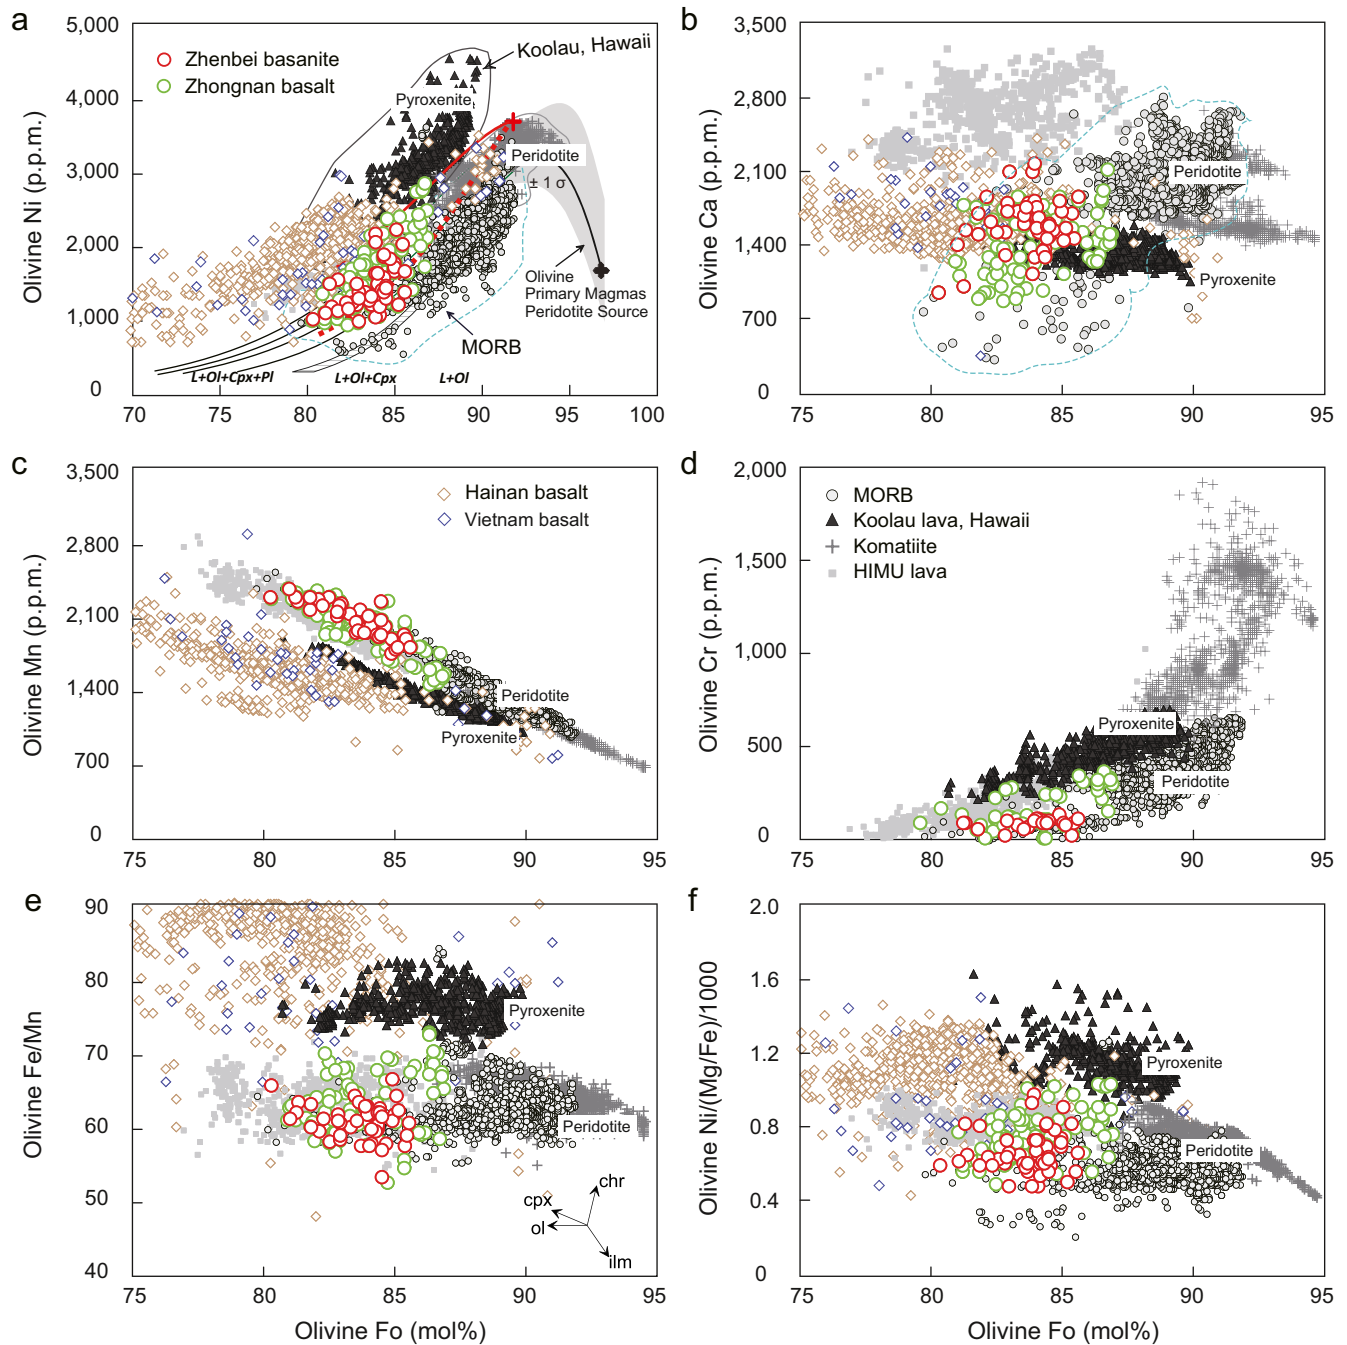 a
5,000
4,000
3,000
2,000
1,000
0
Olivine Ni (p.p.m.)
Zhenbei basanite
Zhongnan basalt
Koolau, Hawaii
Pyroxenite
Peridotite
± 1 σ
Olivine
Primary Magmas
Peridotite Source
MORB
L+Ol+Cpx+Pl
L+Ol+Cpx
L+Ol
70
75
80
85
90
95
100
b
3,500
2,800
2,100
1,400
700
0
Olivine Ca (p.p.m.)
Peridotite
Pyroxenite
75
80
85
90
95
c
3,500
2,800
2,100
1,400
700
0
Olivine Mn (p.p.m.)
Hainan basalt
Vietnam basalt
Peridotite
Pyroxenite
75
80
85
90
95
d
2,000
1,500
1,000
500
0
Olivine Cr (p.p.m.)
MORB
Koolau lava, Hawaii
Komatiite
HIMU lava
Pyroxenite
Peridotite
75
80
85
90
95
e
90
80
70
60
50
40
Olivine Fe/Mn
Pyroxenite
Peridotite
chr
cpx
ol
ilm
75
80
85
90
95
Olivine Fo (mol%)
f
2.0
1.6
1.2
0.8
0.4
0
Olivine Ni/(Mg/Fe)/1000
Pyroxenite
Peridotite
75
80
85
90
95
Olivine Fo (mol%)